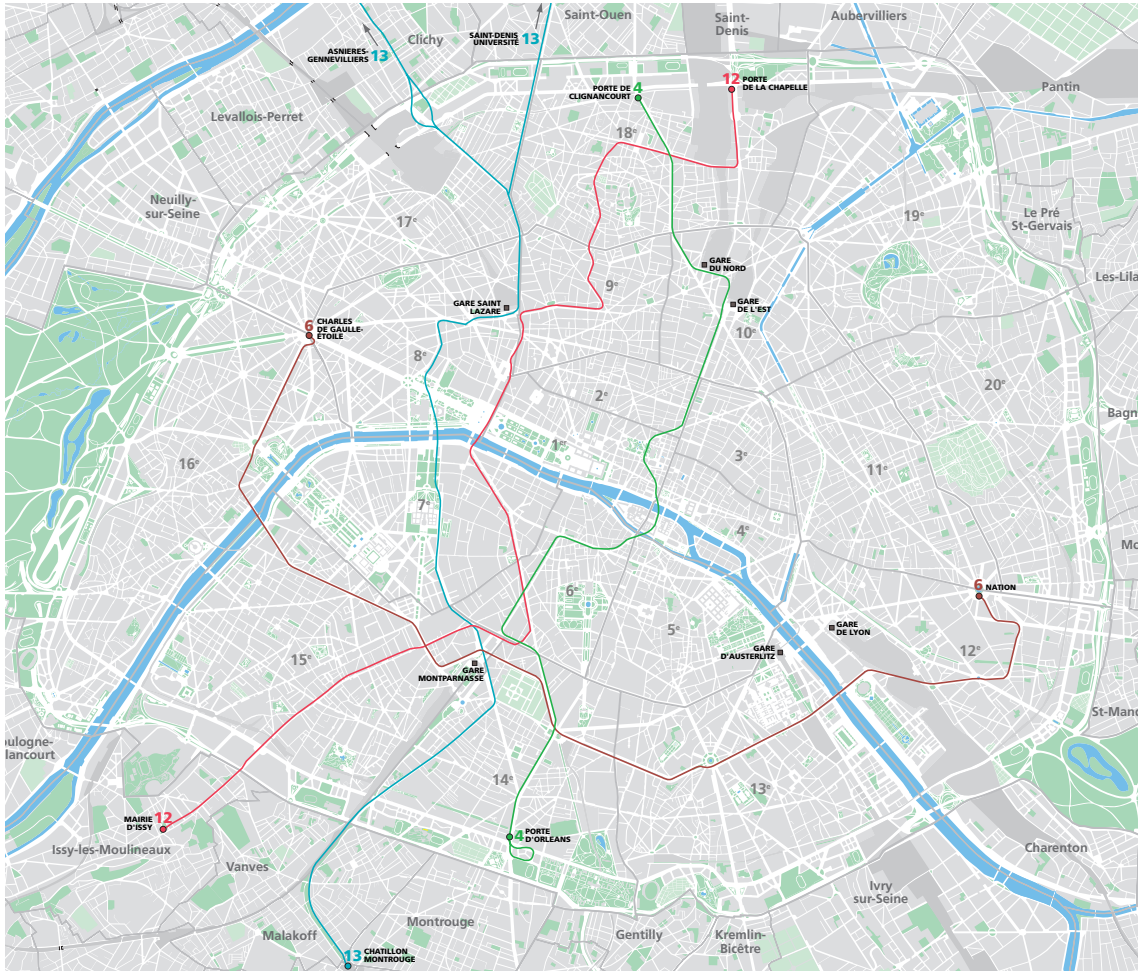 Saint-Ouen
Saint-
Denis
Aubervilliers
Clichy
SAINT-DENIS
UNIVERSITÉ 13
ASNIERES-
GENNEVILLIERS 13
PORTE DE
CLIGNANCOURT 4
12 PORTE
DE LA CHAPELLE
Pantin
Levallois-Perret
18e
Neuilly-
sur-Seine
17e
19e
Le Pré
St-Gervais
GARE
DU NORD
Les-Lila
9e
GARE SAINT
LAZARE
GARE
DE L'EST
10e
6 CHARLES
DE GAULLE-
ÉTOILE
8e
2e
20e
Bagn
1er
3e
16e
11e
7e
4e
Mo
6e
6 NATION
5e
GARE
DE LYON
GARE
D'AUSTERLITZ
12e
15e
GARE
MONTPARNASSE
St-Mand
oulogne-
lancourt
14e
13e
MAIRIE
D'ISSY 12
4 PORTE
D'ORLEANS
Issy-les-Moulineaux
Charenton
Vanves
Ivry
sur-Seine
Montrouge
Malakoff
Gentilly
Kremlin-
Bicêtre
13 CHATILLON
MONTROUGE